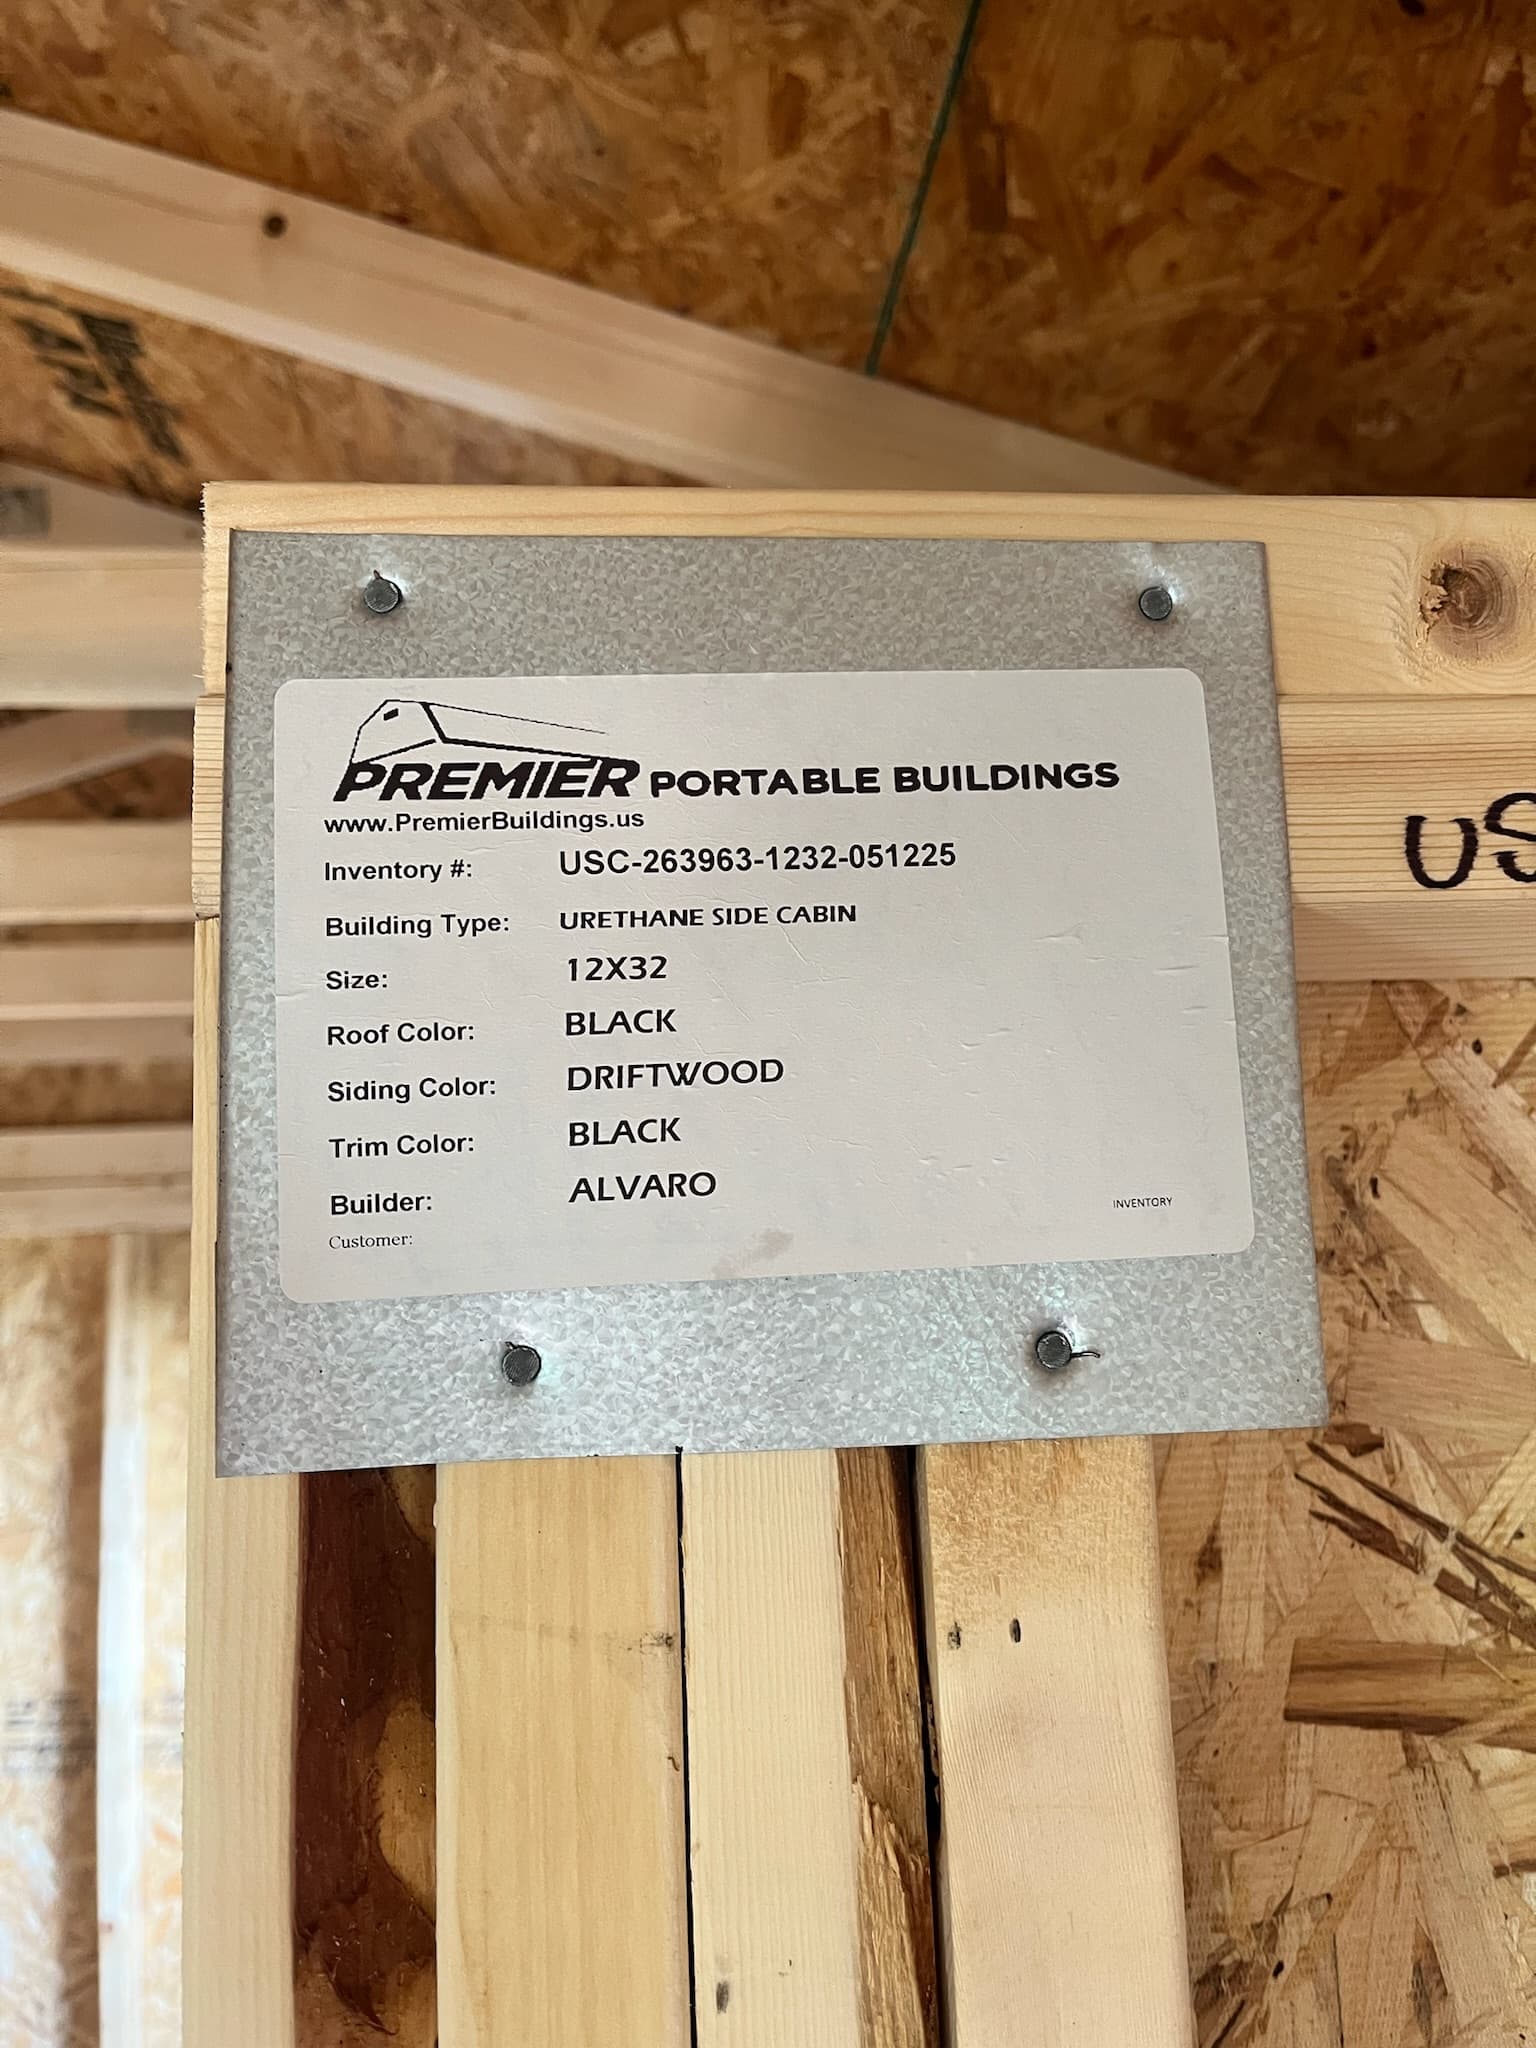 PREMIER PORTABLE BUILDINGS
www.PremierBuildings.us
Inventory #: USC-263963-1232-051225
Building Type: URETHANE SIDE CABIN
Size: 12X32
Roof Color: BLACK
Siding Color: DRIFTWOOD
Trim Color: BLACK
Builder: ALVARO
INVENTORY
Customer:
US